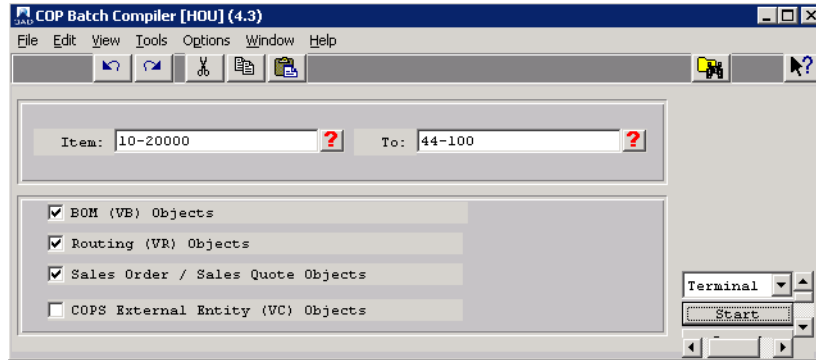 COP Batch Compiler [HOU] (4.3)
File Edit View Tools Options Window Help
Item: 10-20000 ? To: 44-100 ?
BOM (VB) Objects
Routing (VR) Objects
Sales Order / Sales Quote Objects
COPS External Entity (VC) Objects
Terminal
Start